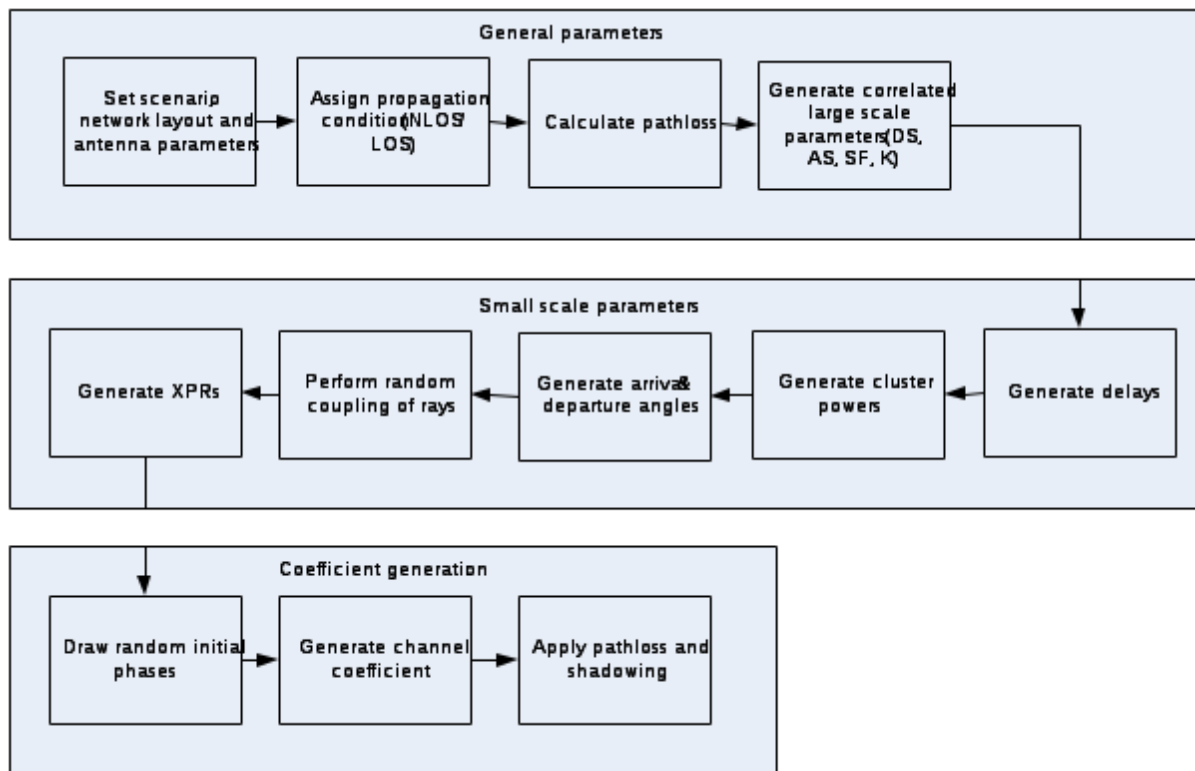 General parameters
Set scenario,
network layout and
antenna parameters
Assign propagation
condition(NLOS/
LOS)
Calculate pathloss
Generate correlated
large scale
parameters(DS,
AS, SF, K)
Small scale parameters
Generate XPRs
Perform random
coupling of rays
Generate arrival&
departure angles
Generate cluster
powers
Generate delays
Coefficient generation
Draw random initial
phases
Generate channel
coefficient
Apply pathloss and
shadowing